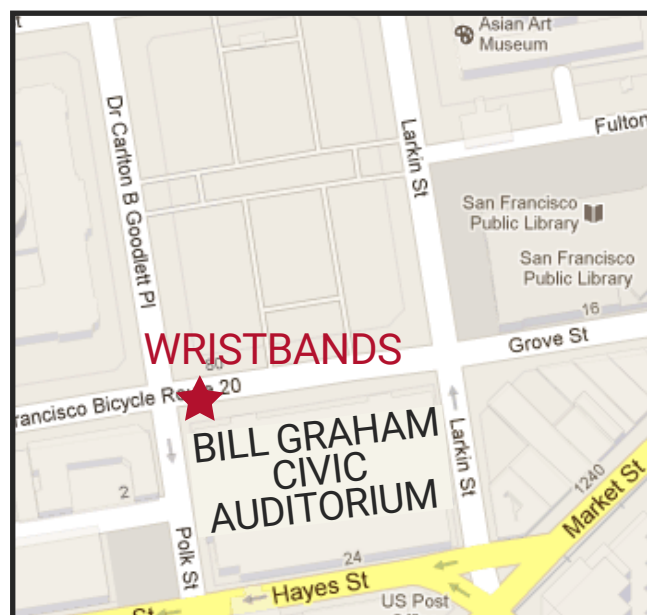 Asian Art
Museum
Dr Carlton B Goodlett Pl
Larkin St
Fulton
San Francisco
Public Library
San Francisco
Public Library
16
WRISTBANDS
80
Grove St
rancisco Bicycle Route 20
BILL GRAHAM
CIVIC
AUDITORIUM
Larkin St
1240
Market St
2
Polk St
24
Hayes St
St
US Post